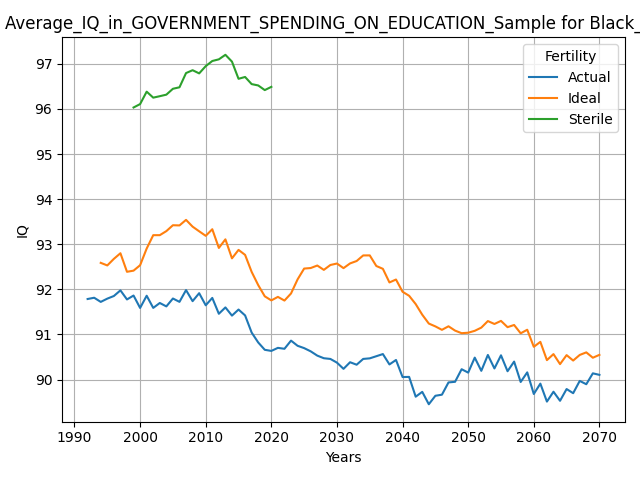 Average_IQ_in_GOVERNMENT_SPENDING_ON_EDUCATION_Sample for Black_
Fertility
Actual
Ideal
Sterile
97
96
95
94
93
92
91
90
IQ
1990 2000 2010 2020 2030 2040 2050 2060 2070
Years